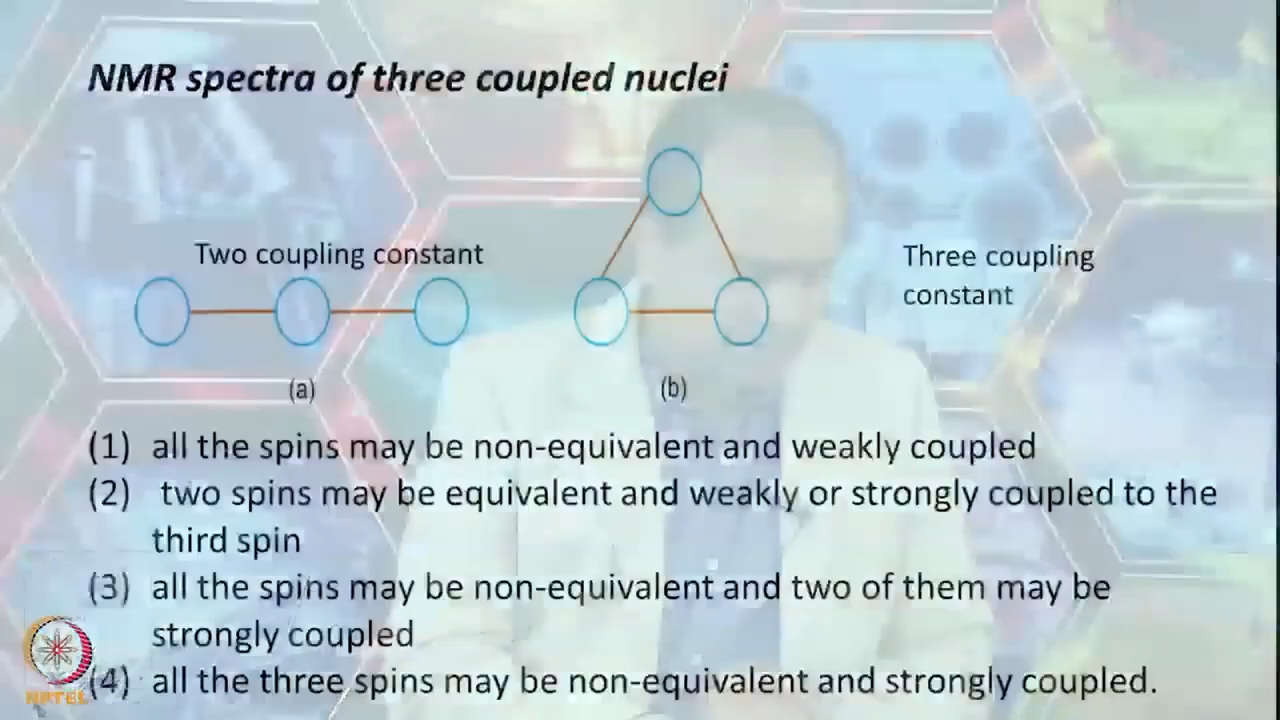 NMR spectra of three coupled nuclei
Two coupling constant
Three coupling
constant
(a)
(b)
(1) all the spins may be non-equivalent and weakly coupled
(2) two spins may be equivalent and weakly or strongly coupled to the
third spin
(3) all the spins may be non-equivalent and two of them may be
strongly coupled
(4) all the three spins may be non-equivalent and strongly coupled.
NPTEL